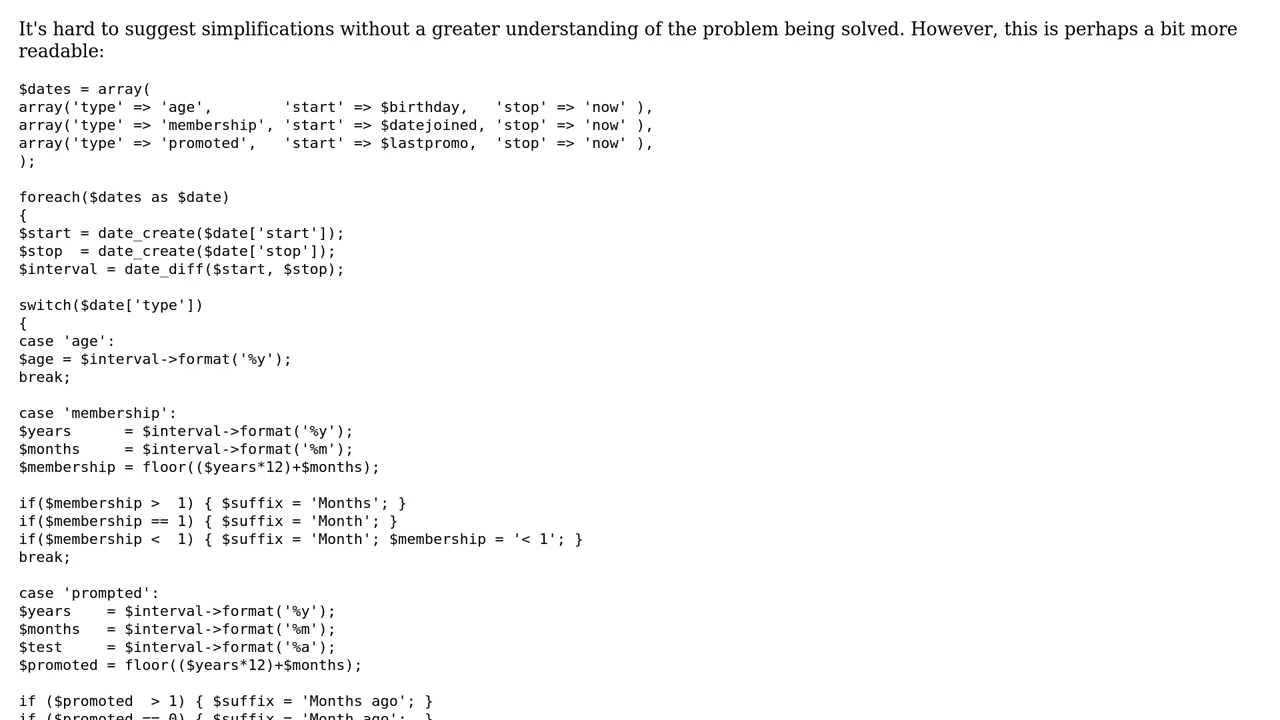 It's hard to suggest simplifications without a greater understanding of the problem being solved. However, this is perhaps a bit more
readable:
$dates = array(
array('type' => 'age',        'start' => $birthday,   'stop' => 'now' ),
array('type' => 'membership', 'start' => $datejoined, 'stop' => 'now' ),
array('type' => 'promoted',   'start' => $lastpromo,  'stop' => 'now' ),
);
foreach($dates as $date)
{
$start = date_create($date['start']);
$stop  = date_create($date['stop']);
$interval = date_diff($start, $stop);
switch($date['type'])
{
case 'age':
$age = $interval->format('%y');
break;
case 'membership':
$years      = $interval->format('%y');
$months     = $interval->format('%m');
$membership = floor(($years*12)+$months);
if($membership >  1) { $suffix = 'Months'; }
if($membership == 1) { $suffix = 'Month'; }
if($membership <  1) { $suffix = 'Month'; $membership = '< 1'; }
break;
case 'prompted':
$years    = $interval->format('%y');
$months   = $interval->format('%m');
$test     = $interval->format('%a');
$promoted = floor(($years*12)+$months);
if ($promoted  > 1) { $suffix = 'Months ago'; }
if ($promoted == 0) { $suffix = 'Month ago';  }